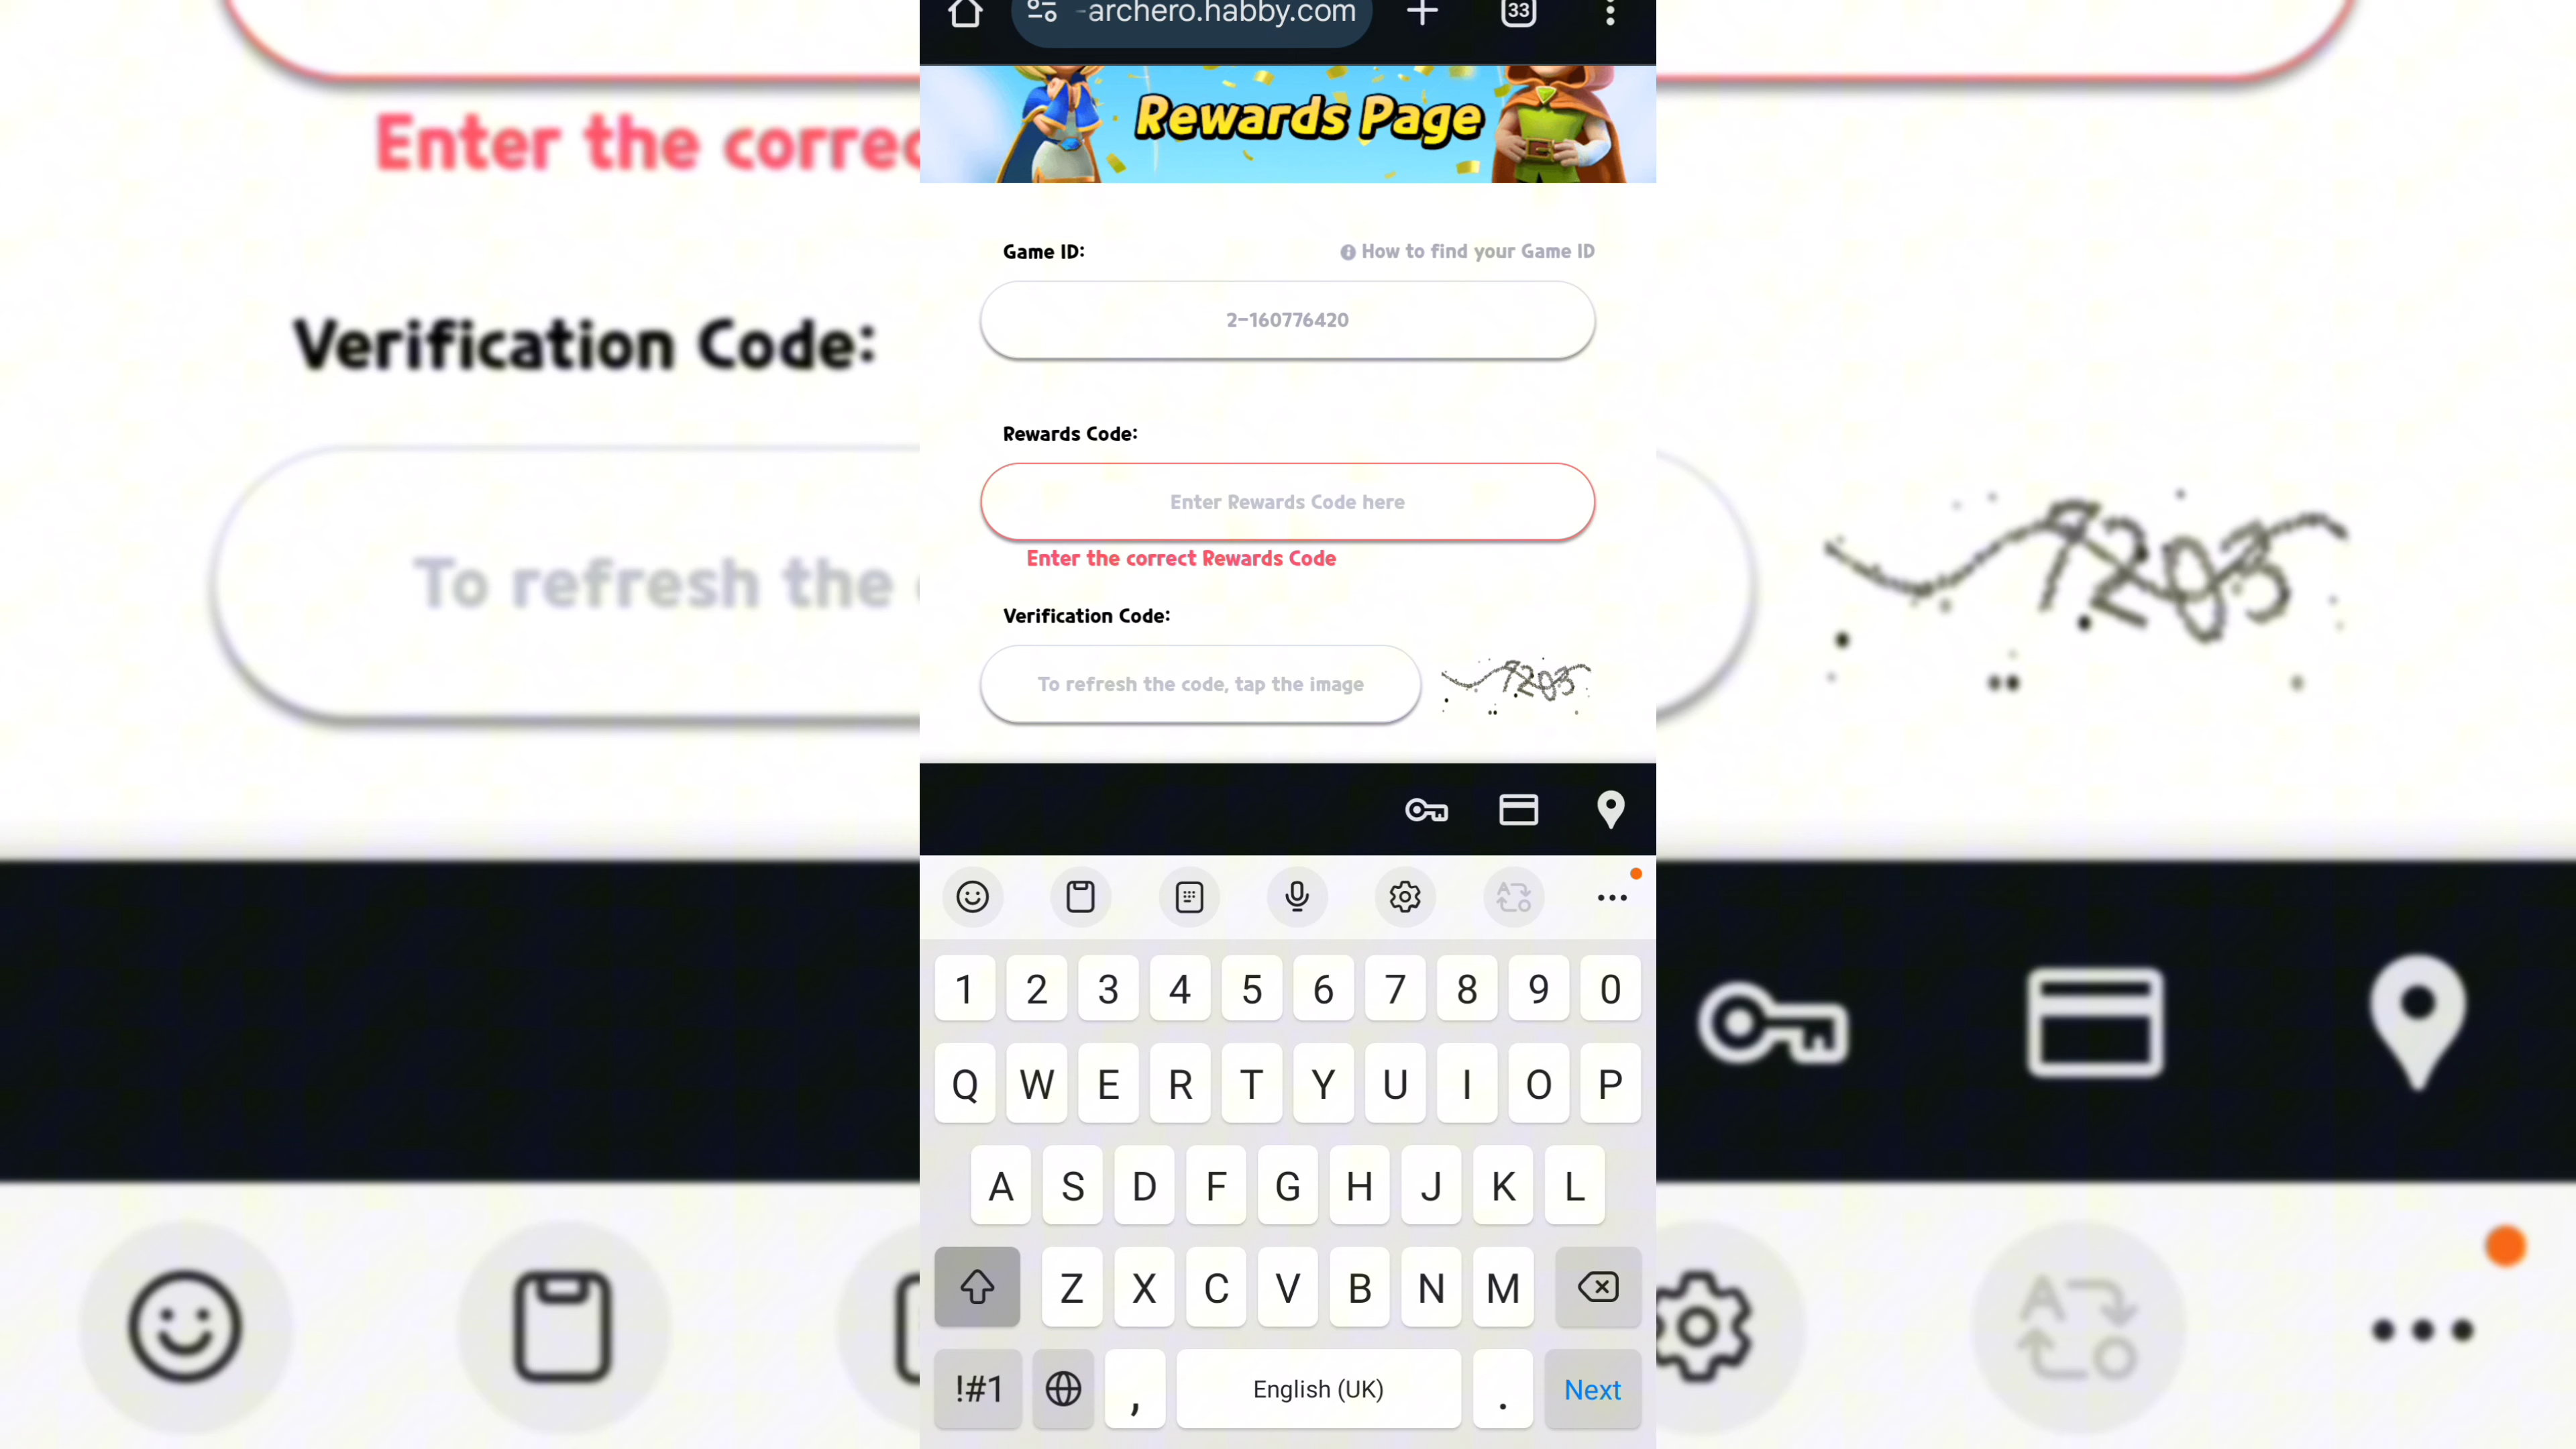 -archero.habby.com
33
Rewards Page
Game ID:
How to find your Game ID
2-160776420
Rewards Code:
Enter Rewards Code here
Enter the correct Rewards Code
Verification Code:
To refresh the code, tap the image
1 2 3 4 5 6 7 8 9 0
Q W E R T Y U I O P
A S D F G H J K L
Z X C V B N M
!#1 , English (UK) . Next
Enter the correc
Verification Code:
To refresh the